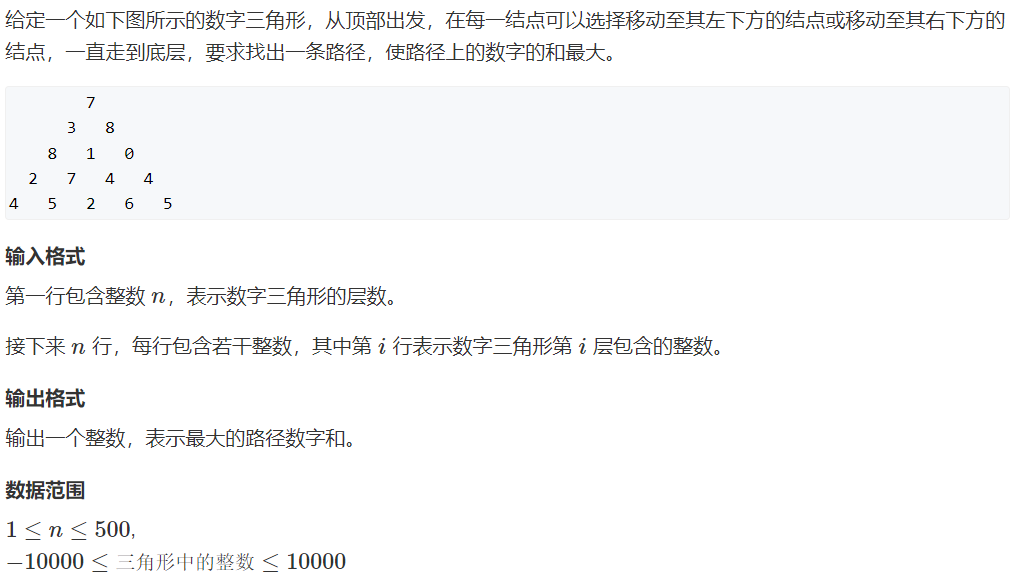 给定一个如下图所示的数字三角形，从顶部出发，在每一结点可以选择移动至其左下方的结点或移动至其右下方的
结点，一直走到底层，要求找出一条路径，使路径上的数字的和最大。
7
3 8
8 1 0
2 7 4 4
4 5 2 6 5
输入格式
第一行包含整数 n，表示数字三角形的层数。
接下来 n 行，每行包含若干整数，其中第 i 行表示数字三角形第 i 层包含的整数。
输出格式
输出一个整数，表示最大的路径数字和。
数据范围
1 ≤ n ≤ 500,
−10000 ≤ 三角形中的整数 ≤ 10000